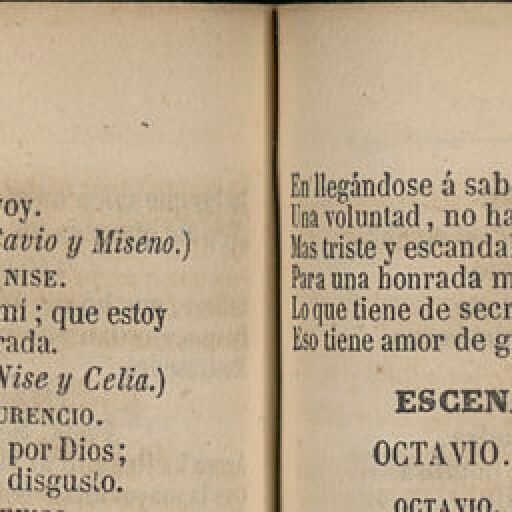 voy.
tavio y Miseno.)
NISE.
mí ; que estoy
rada.
Nise y Celia.)
URENCIO.
por Dios;
disgusto.
En llegándose á sab
Una voluntad, no ha
Mas triste y escandal
Para una honrada m
Lo que tiene de secr
Eso tiene amor de g
ESCENA
OCTAVIO.
OCTAVIO.